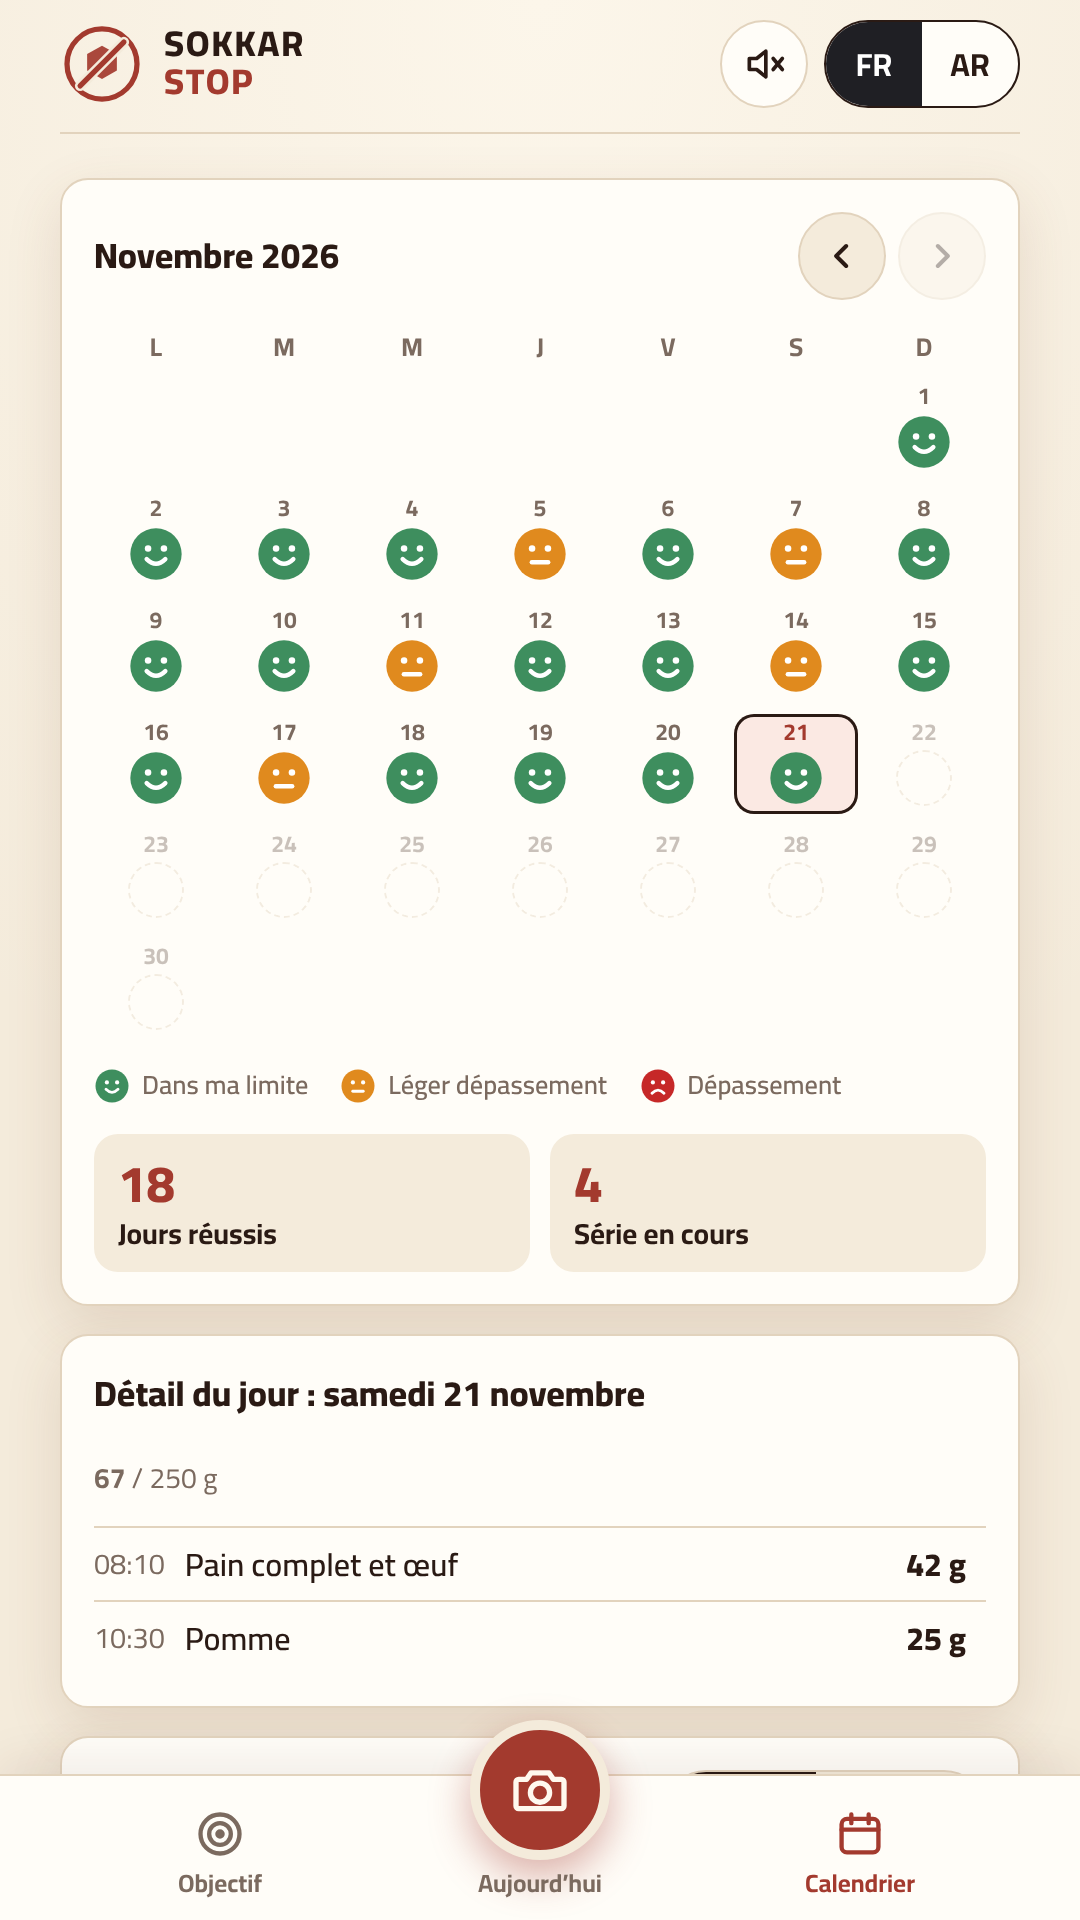 SOKKAR
STOP
FR AR
Novembre 2026
L M M J V S D
1
2 3 4 5 6 7 8
9 10 11 12 13 14 15
16 17 18 19 20 21 22
23 24 25 26 27 28 29
30
Dans ma limite Léger dépassement Dépassement
18
Jours réussis
4
Série en cours
Détail du jour : samedi 21 novembre
67 / 250 g
08:10 Pain complet et œuf 42 g
10:30 Pomme 25 g
Objectif Aujourd’hui Calendrier